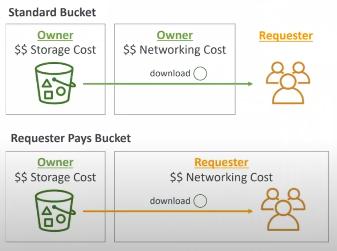 Standard Bucket
Owner
$$ Storage Cost
Owner
$$ Networking Cost
Requester
download
Requester Pays Bucket
Owner
$$ Storage Cost
Requester
$$ Networking Cost
download